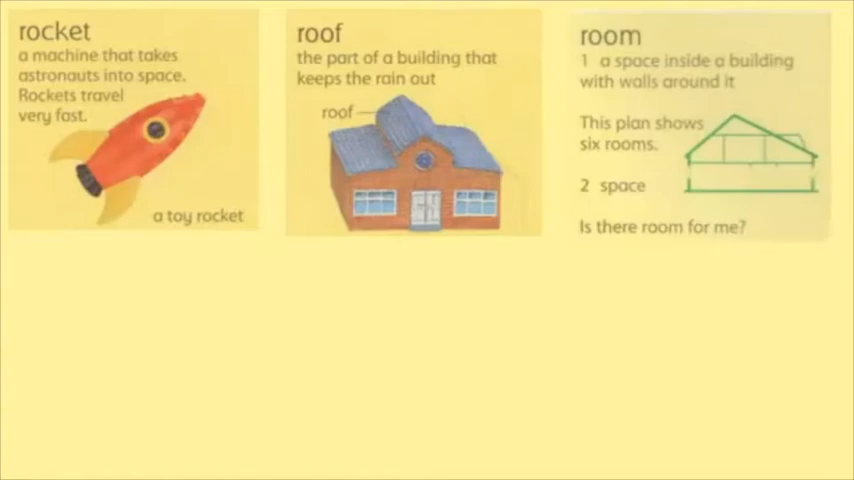 rocket
a machine that takes
astronauts into space.
Rockets travel
very fast.
a toy rocket
roof
the part of a building that
keeps the rain out
roof
room
1 a space inside a building
with walls around it
This plan shows
six rooms.
2 space
Is there room for me?